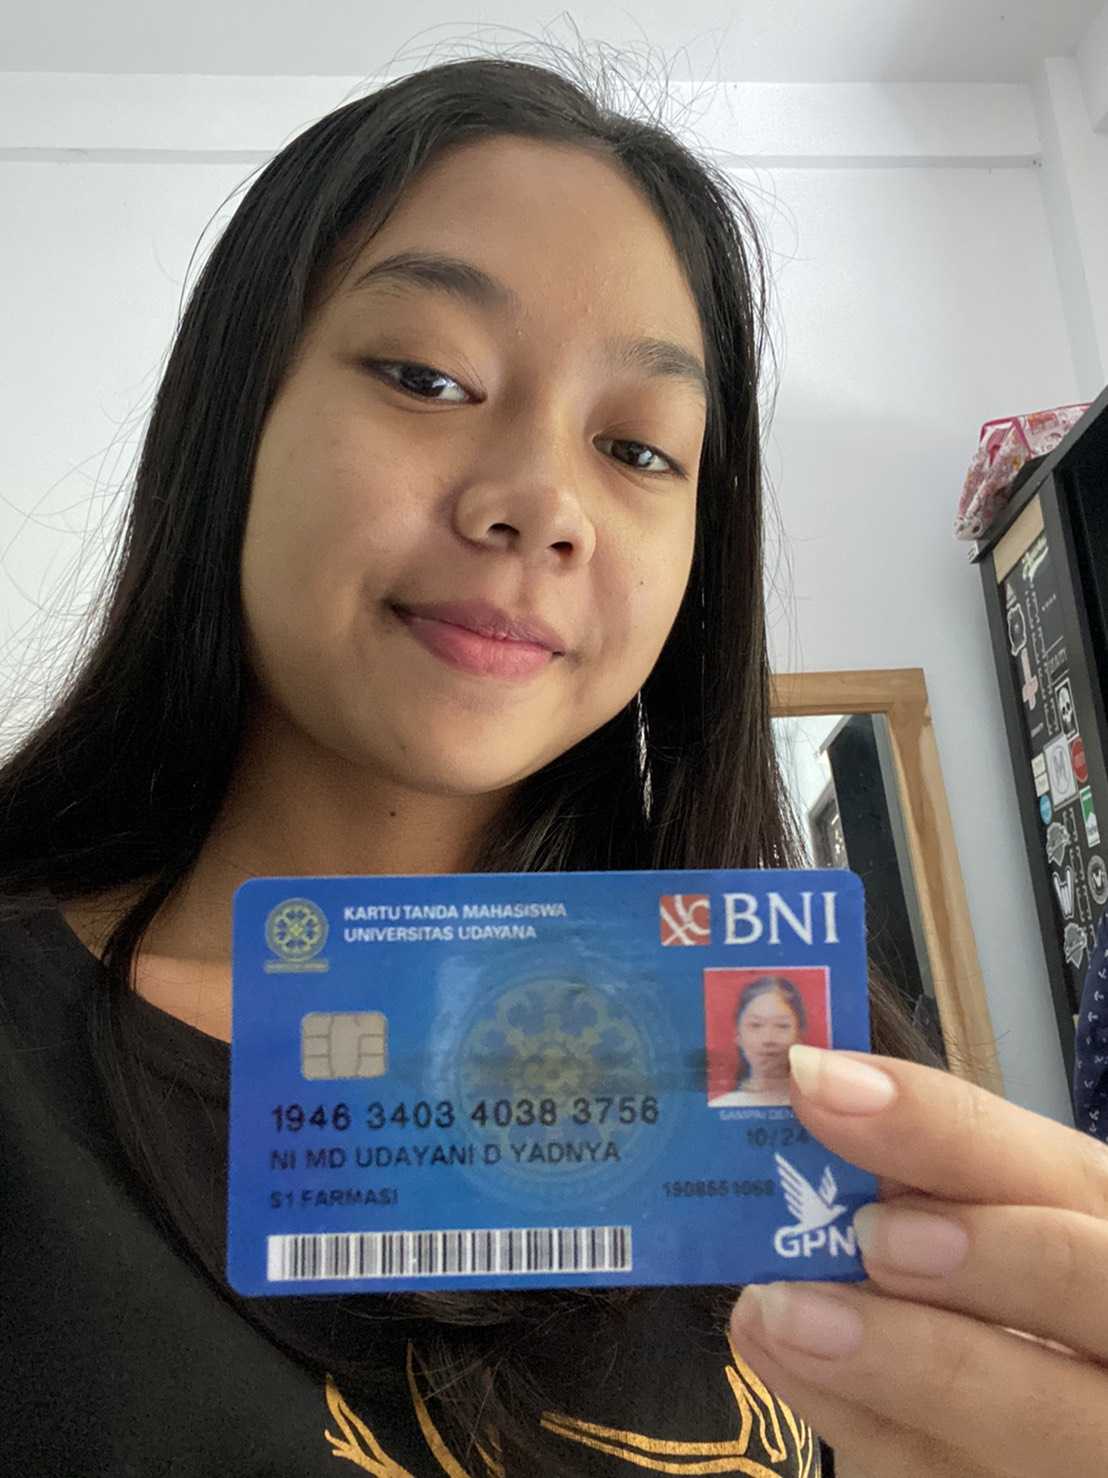 KARTU TANDA MAHASISWA
UNIVERSITAS UDAYANA
BNI
SAMPAI
1946 3403 4038 3756
10/24
NI MD UDAYANI D YADNYA
S1 FARMASI
GPN